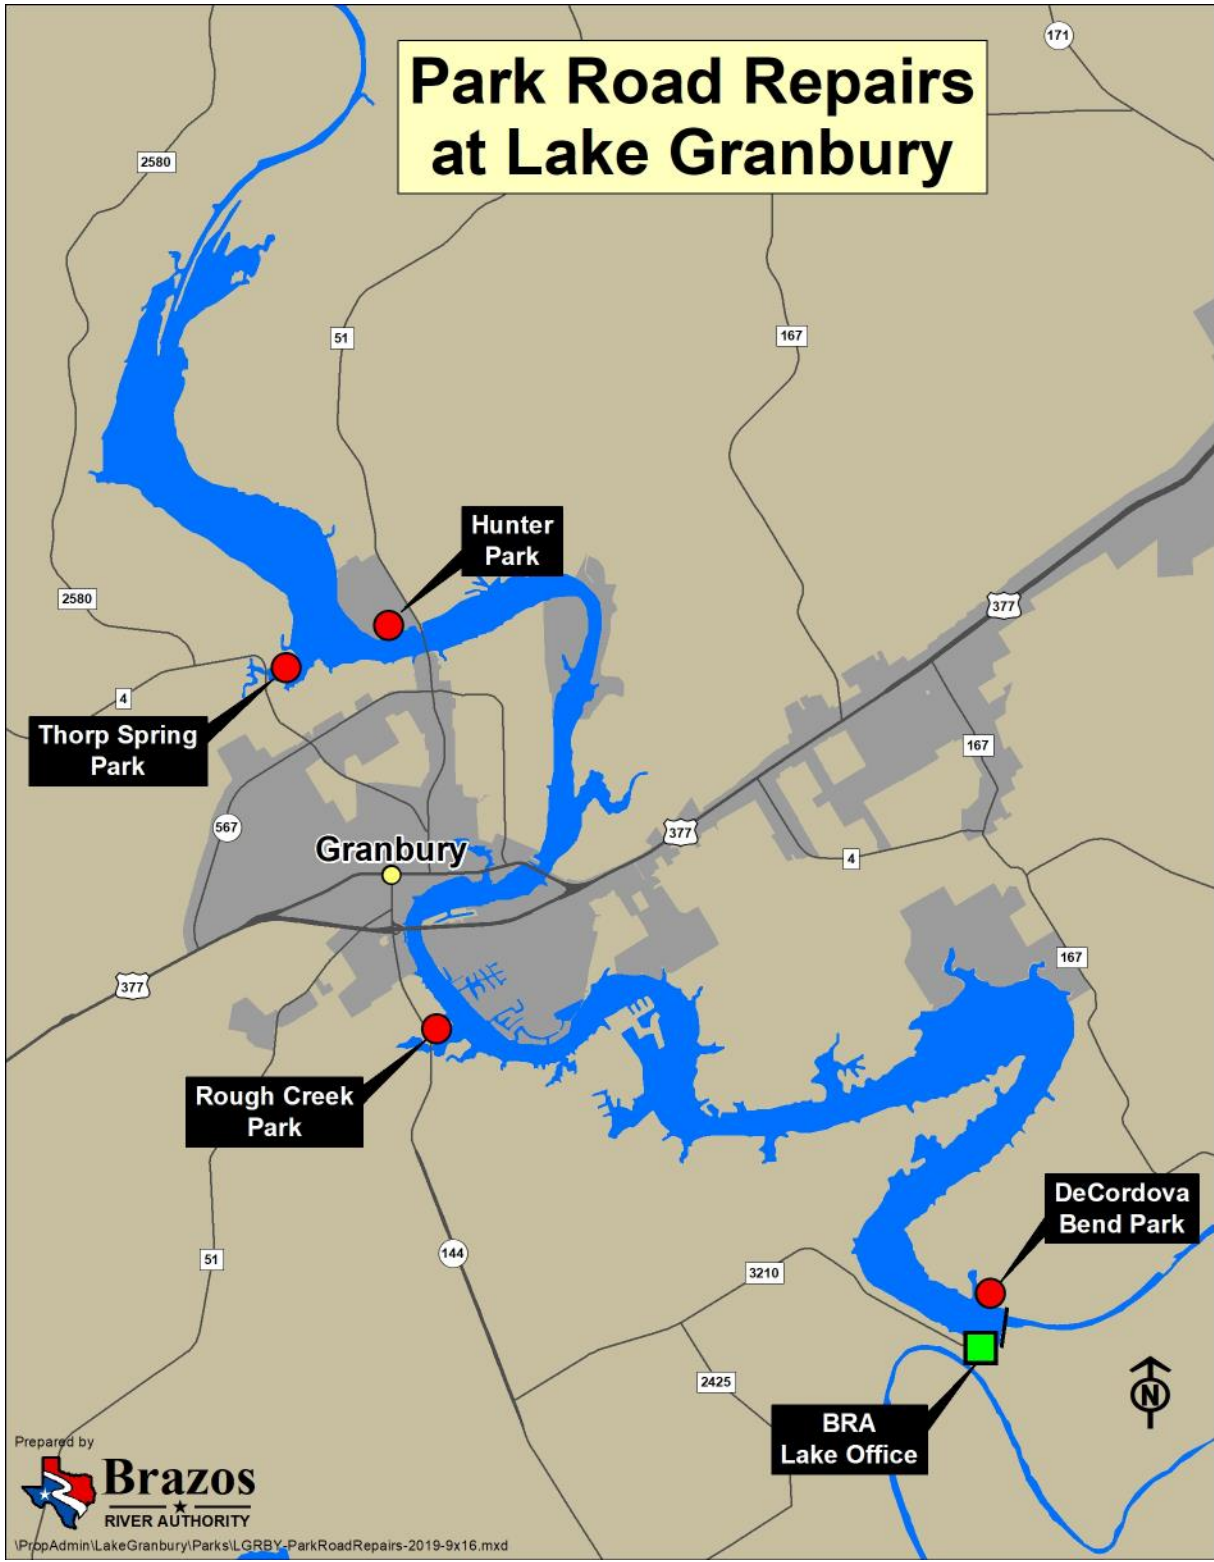 Park Road Repairs
at Lake Granbury
171
2580
51
167
Hunter
Park
2580
377
4
Thorp Spring
Park
167
567
377
Granbury
4
167
377
Rough Creek
Park
DeCordova
Bend Park
51
144
3210
2425
N
BRA
Lake Office
Prepared by
Brazos
RIVER AUTHORITY
\PropAdmin\LakeGranbury\Parks\LGRBY-ParkRoadRepairs-2019-9x16.mxd